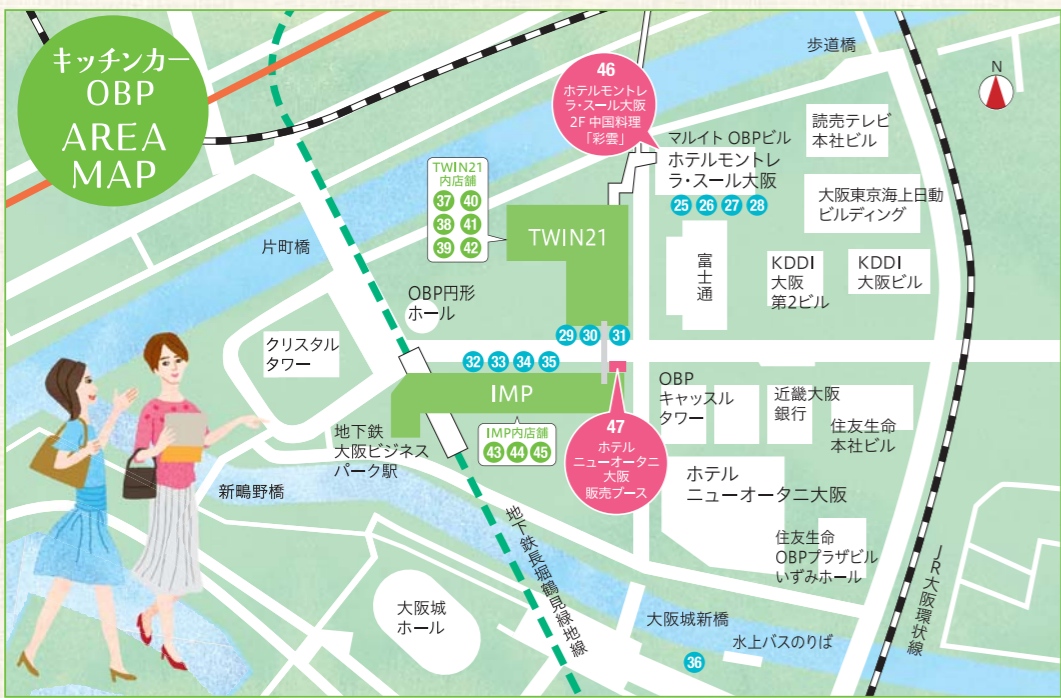 キッチンカー
OBP
AREA
MAP
歩道橋
N
46
ホテルモントレ
ラ・スール大阪
2F 中国料理
「彩雲」
マルイト OBPビル
ホテルモントレ
ラ・スール大阪
25 26 27 28
読売テレビ
本社ビル
大阪東京海上日動
ビルディング
TWIN21
内店舗
37 40
38 41
39 42
TWIN21
片町橋
富士通
KDDI
大阪
第2ビル
KDDI
大阪ビル
OBP円形
ホール
29 30 31
クリスタル
タワー
32 33 34 35
IMP
IMP内店舗
43 44 45
地下鉄
大阪ビジネス
パーク駅
47
ホテル
ニューオータニ
大阪
販売ブース
OBP
キャッスル
タワー
近畿大阪
銀行
住友生命
本社ビル
ホテル
ニューオータニ大阪
新鴫野橋
地下鉄長堀鶴見緑地線
住友生命
OBPプラザビル
いずみホール
JR大阪環状線
大阪城
ホール
大阪城新橋
水上バスのりば
36